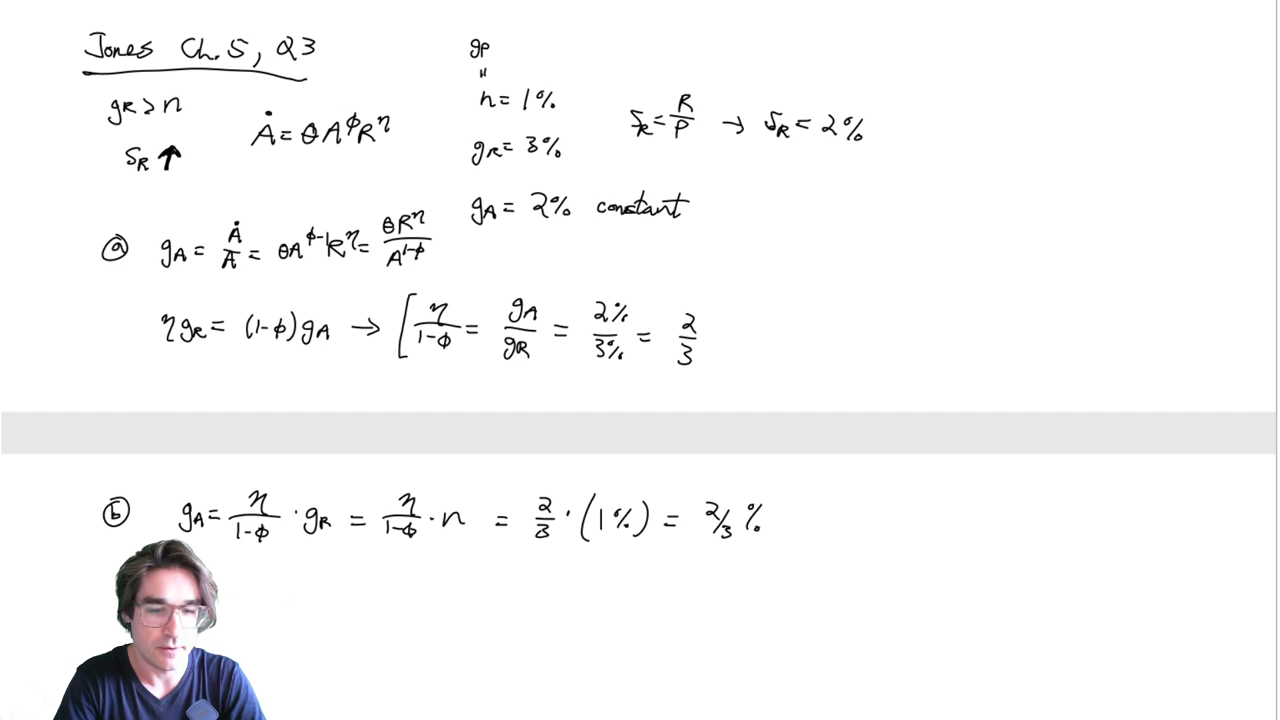 Jones Ch.5, Q3
gR > n
SR ↑
Ȧ = θA^ϕR^η
gP
"
n = 1%
gR = 3%
gA = 2% constant
SR = R/P → SR = 2%
(a) gA = Ȧ/A = θA^(ϕ-1)R^η = θR^η/A^(1-ϕ)
ηgR = (1-ϕ)gA → [η/(1-ϕ) = gA/gR = 2%/3% = 2/3
(b) gA = η/(1-ϕ) · gR = η/(1-ϕ) · n = 2/3 · (1%) = 2/3 %